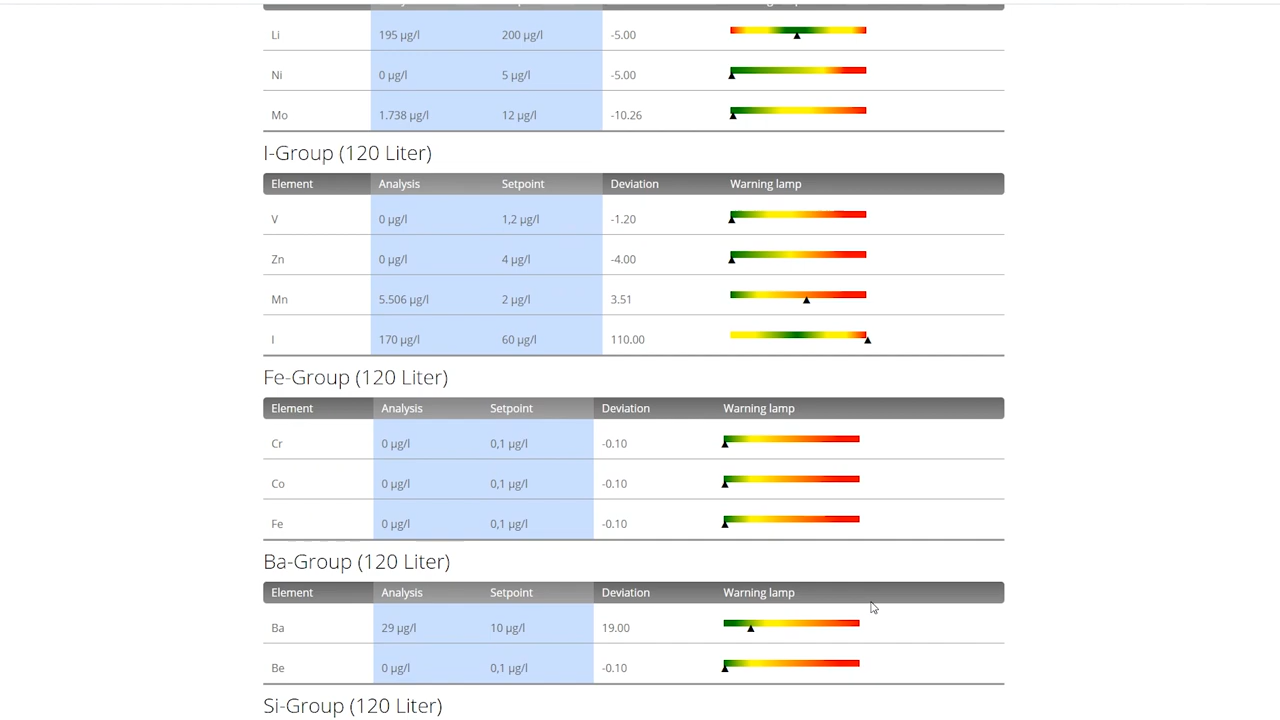 Li 195 µg/l 200 µg/l -5.00
Ni 0 µg/l 5 µg/l -5.00
Mo 1.738 µg/l 12 µg/l -10.26
I-Group (120 Liter)
Element Analysis Setpoint Deviation Warning lamp
V 0 µg/l 1,2 µg/l -1.20
Zn 0 µg/l 4 µg/l -4.00
Mn 5.506 µg/l 2 µg/l 3.51
I 170 µg/l 60 µg/l 110.00
Fe-Group (120 Liter)
Element Analysis Setpoint Deviation Warning lamp
Cr 0 µg/l 0,1 µg/l -0.10
Co 0 µg/l 0,1 µg/l -0.10
Fe 0 µg/l 0,1 µg/l -0.10
Ba-Group (120 Liter)
Element Analysis Setpoint Deviation Warning lamp
Ba 29 µg/l 10 µg/l 19.00
Be 0 µg/l 0,1 µg/l -0.10
Si-Group (120 Liter)